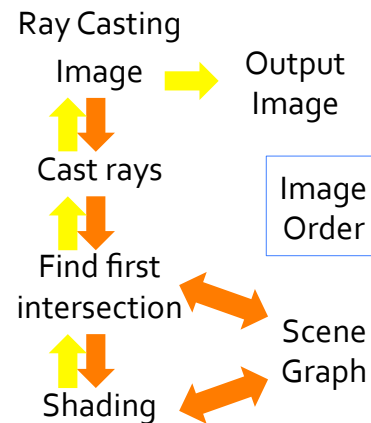 Ray Casting
Image
Output
Image
Cast rays
Image
Order
Find first
intersection
Scene
Graph
Shading